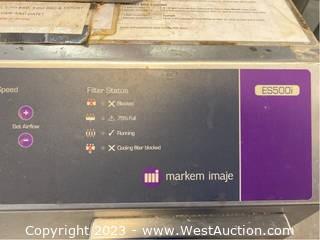 Speed
Set Airflow
Filter Status
Blocked
75% Full
Running
Cooling filter blocked
ES500i
mi markem imaje
Copyright 2023 - www.WestAuction.com